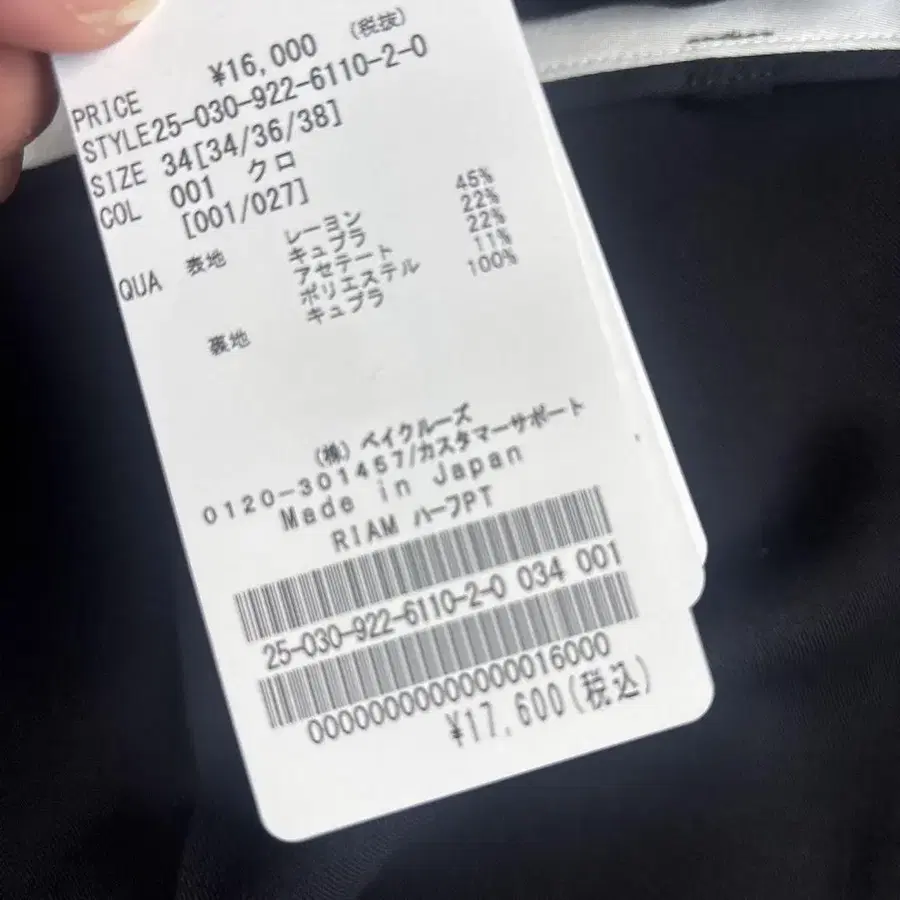 PRICE ¥16,000 (税抜)
STYLE25-030-922-6110-2-0
SIZE 34[34/36/38]
COL 001 クロ
[001/027]
QUA 表地 レーヨン 45%
キュプラ 22%
アセテート 22%
ポリエステル 11%
裏地 キュプラ 100%
(株) ベイクルーズ
0120-301457/カスタマーサポート
Made in Japan
RIAM ハーフPT
25-030-922-6110-2-0 034 001
00000000000000016000
¥17,600(税込)